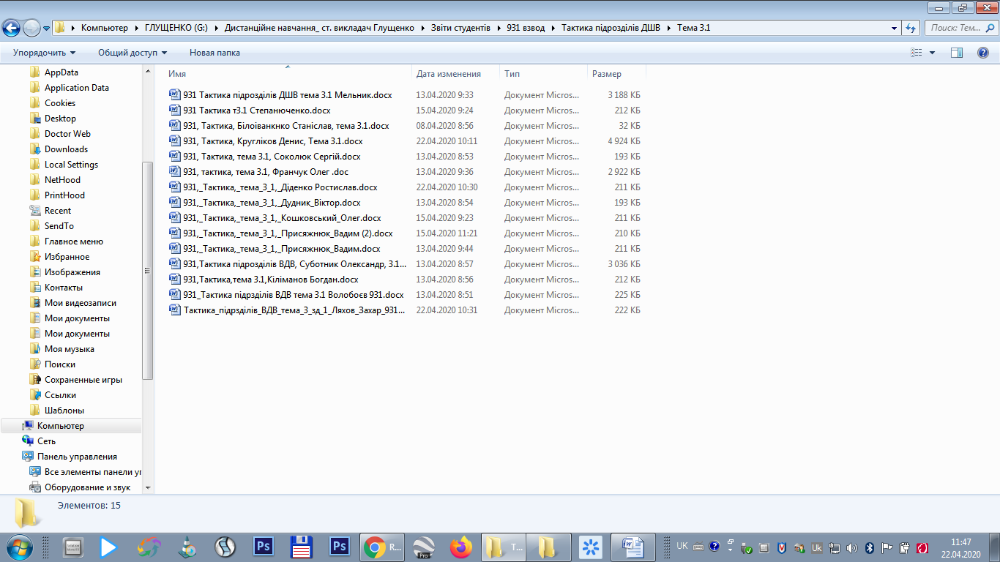 Компьютер ▸ ГЛУЩЕНКО (G:) ▸ Дистанційне навчання_ ст. викладач Глущенко ▸ Звіти студентів ▸ 931 взвод ▸ Тактика підрозділів ДШВ ▸ Тема 3.1
Поиск: Тем...
Упорядочить Общий доступ Новая папка
AppData
Application Data
Cookies
Desktop
Doctor Web
Downloads
Local Settings
NetHood
PrintHood
Recent
SendTo
Главное меню
Избранное
Изображения
Контакты
Мои видеозаписи
Мои документы
Мои документы
Моя музыка
Поиски
Сохраненные игры
Ссылки
Шаблоны
Компьютер
Сеть
Панель управления
Все элементы панели уп
Оборудование и звук
Имя Дата изменения Тип Размер
931 Тактика підрозділів ДШВ тема 3.1 Мельник.docx 13.04.2020 9:33 Документ Micros... 3 188 КБ
931 Тактика т3.1 Степанюченко.docx 15.04.2020 9:24 Документ Micros... 212 КБ
931, Тактика, Білоіванкнко Станіслав, тема 3.1.docx 08.04.2020 8:56 Документ Micros... 32 КБ
931, Тактика, Кругліков Денис, Тема 3.1.docx 22.04.2020 10:11 Документ Micros... 4 924 КБ
931, Тактика, тема 3.1, Соколюк Сергій.docx 13.04.2020 8:53 Документ Micros... 193 КБ
931, тактика, тема 3.1, Франчук Олег .doc 13.04.2020 9:36 Документ Micros... 2 922 КБ
931,_Тактика,_тема_3_1,_Діденко Ростислав.docx 22.04.2020 10:30 Документ Micros... 211 КБ
931,_Тактика,_тема_3_1,_Дудник_Віктор.docx 13.04.2020 8:54 Документ Micros... 193 КБ
931,_Тактика,_тема_3_1,_Кошковський_Олег.docx 15.04.2020 9:23 Документ Micros... 211 КБ
931,_Тактика,_тема_3_1,_Присяжнюк_Вадим (2).docx 15.04.2020 11:21 Документ Micros... 210 КБ
931,_Тактика,_тема_3_1,_Присяжнюк_Вадим.docx 13.04.2020 9:44 Документ Micros... 211 КБ
931,Тактика підрозділів ВДВ, Суботник Олександр, 3.1... 13.04.2020 8:57 Документ Micros... 3 036 КБ
931,Тактика,тема 3.1,Кіліманов Богдан.docx 13.04.2020 8:56 Документ Micros... 212 КБ
931_Тактика підрзділів ВДВ тема 3.1 Волобоєв 931.docx 13.04.2020 8:51 Документ Micros... 225 КБ
Тактика_підрзділів_ВДВ_тема_3_зд_1_Ляхов_Захар_931... 22.04.2020 10:31 Документ Micros... 222 КБ
Элементов: 15
Ps
Ps
R...
Pro
T...
UK
Uk
11:47
22.04.2020